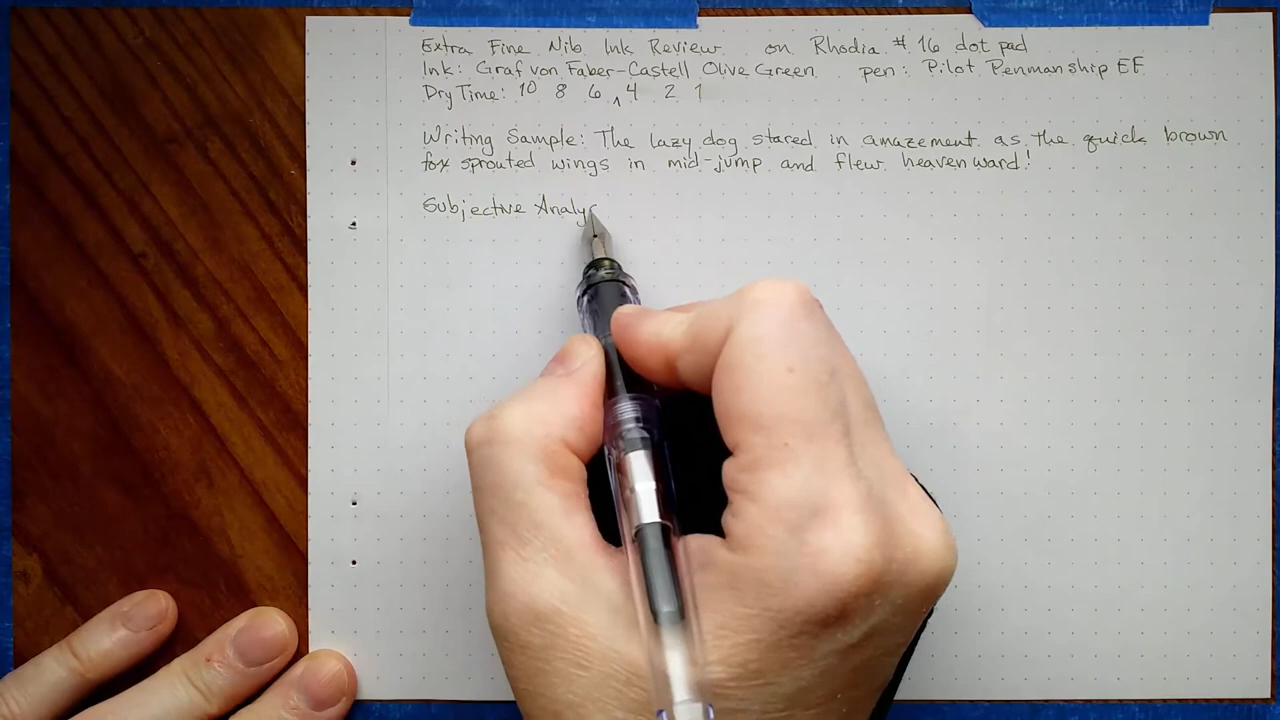 Extra Fine Nib Ink Review on Rhodia # 16 dot pad
Ink: Graf von Faber-Castell Olive Green pen: Pilot Penmanship EF
Dry Time: 10 8 6 ‸ 4 2 1
Writng Sample: The lazy dog stared in amazement as the quick brown
fox sprouted wings in mid-jump and flew heavenward!
Subjective Analys